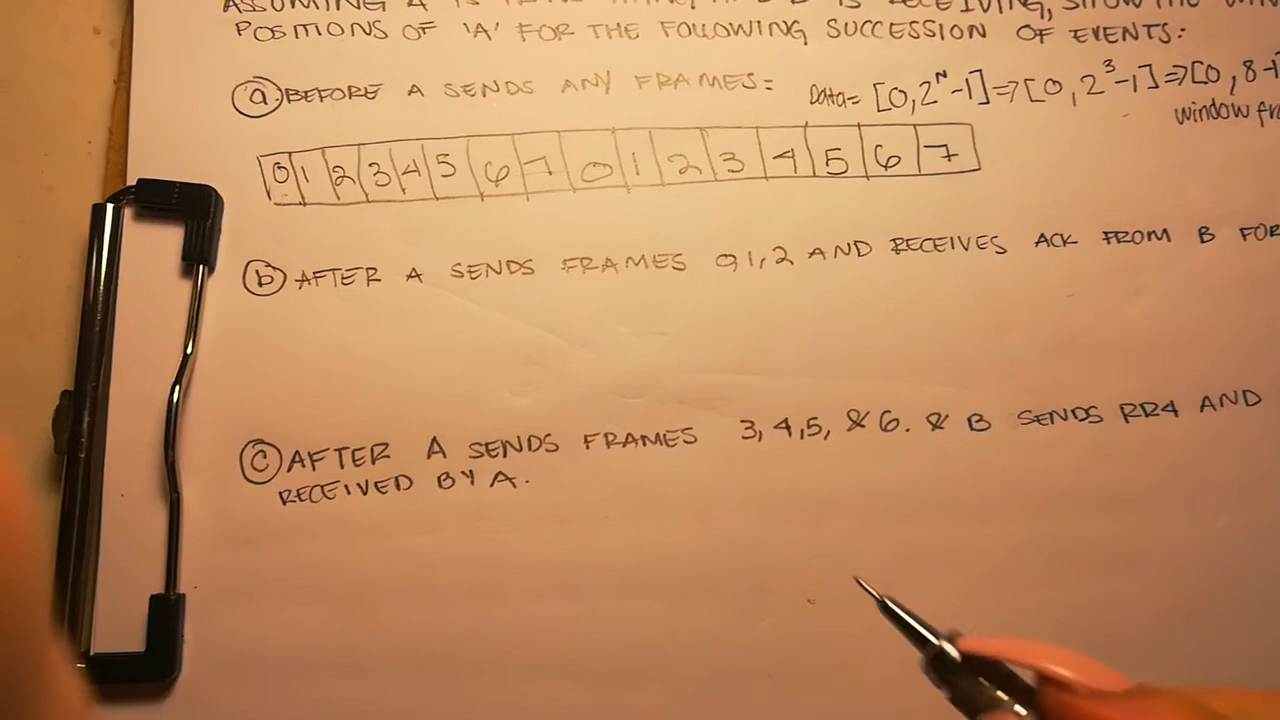 POSITIONS OF 'A' FOR THE FOLLOWING SUCCESSION OF EVENTS:
(a) BEFORE A SENDS ANY FRAMES: Data= [0,2^N-1]⇒[0,2^3-1]⇒[0,8-1
window fr
0 1 2 3 4 5 6 7 0 1 2 3 4 5 6 7
(b) AFTER A SENDS FRAMES 0,1,2 AND RECEIVES ACK FROM B FOR
(c) AFTER A SENDS FRAMES 3,4,5, & 6. & B SENDS RR4 AND
RECEIVED BY A.